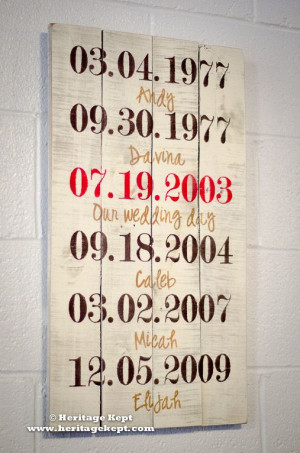 03.04.1977
Andy
09.30.1977
Davina
07.19.2003
Our wedding day
09.18.2004
Caleb
03.02.2007
Micah
12.05.2009
Elijah
© Heritage Kept
www.heritagekept.com